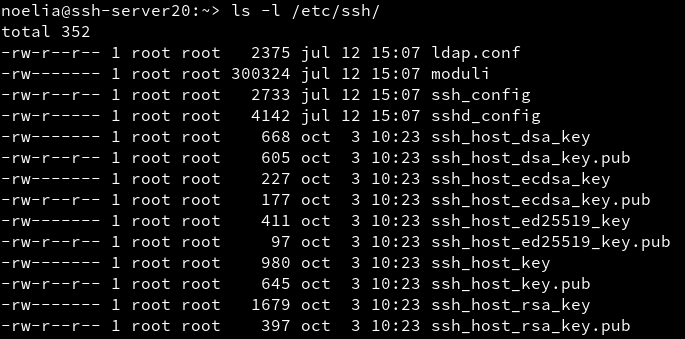 noelia@ssh-server20:~> ls -l /etc/ssh/
total 352
-rw-r--r-- 1 root root   2375 jul 12 15:07 ldap.conf
-rw------- 1 root root 300324 jul 12 15:07 moduli
-rw-r--r-- 1 root root   2733 jul 12 15:07 ssh_config
-rw-r----- 1 root root   4142 jul 12 15:07 sshd_config
-rw------- 1 root root    668 oct  3 10:23 ssh_host_dsa_key
-rw-r--r-- 1 root root    605 oct  3 10:23 ssh_host_dsa_key.pub
-rw------- 1 root root    227 oct  3 10:23 ssh_host_ecdsa_key
-rw-r--r-- 1 root root    177 oct  3 10:23 ssh_host_ecdsa_key.pub
-rw------- 1 root root    411 oct  3 10:23 ssh_host_ed25519_key
-rw-r--r-- 1 root root     97 oct  3 10:23 ssh_host_ed25519_key.pub
-rw------- 1 root root    980 oct  3 10:23 ssh_host_key
-rw-r--r-- 1 root root    645 oct  3 10:23 ssh_host_key.pub
-rw------- 1 root root   1679 oct  3 10:23 ssh_host_rsa_key
-rw-r--r-- 1 root root    397 oct  3 10:23 ssh_host_rsa_key.pub